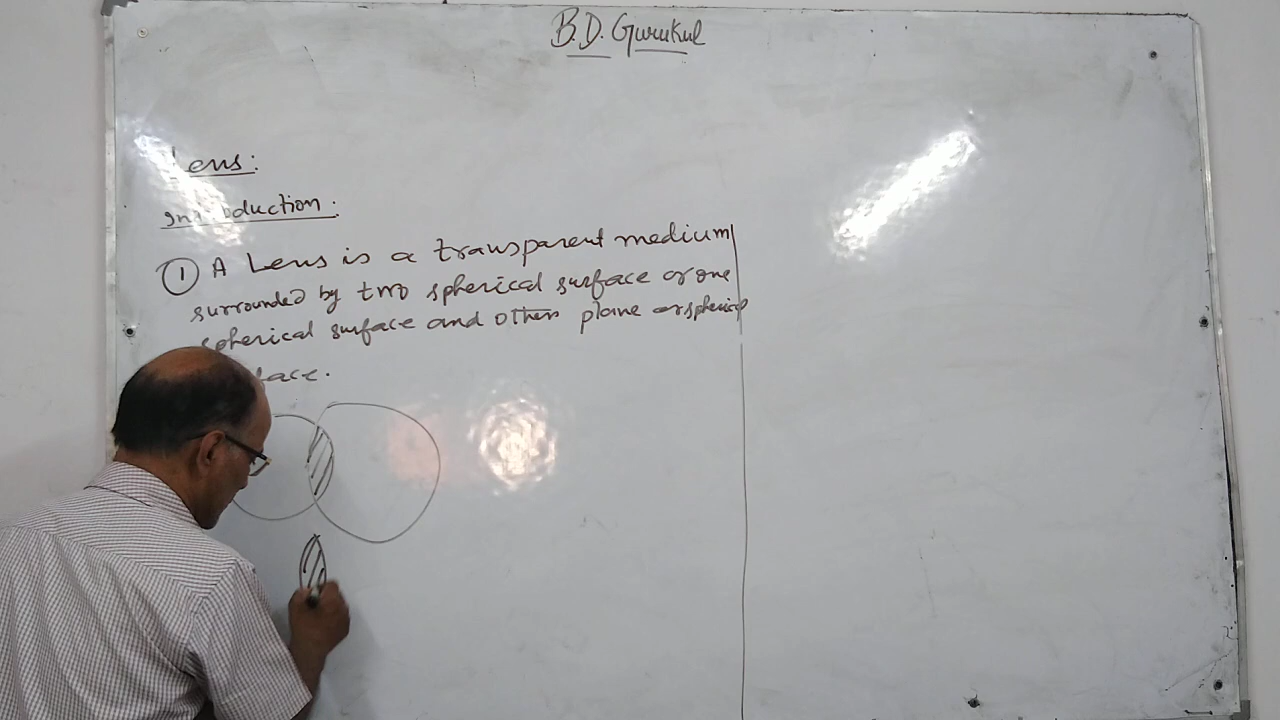 B.D. Gurukul
Lens:
Introduction.
① A Lens is a transparent medium
surrounded by two spherical surface or one
spherical surface and other plane or spherical
face.